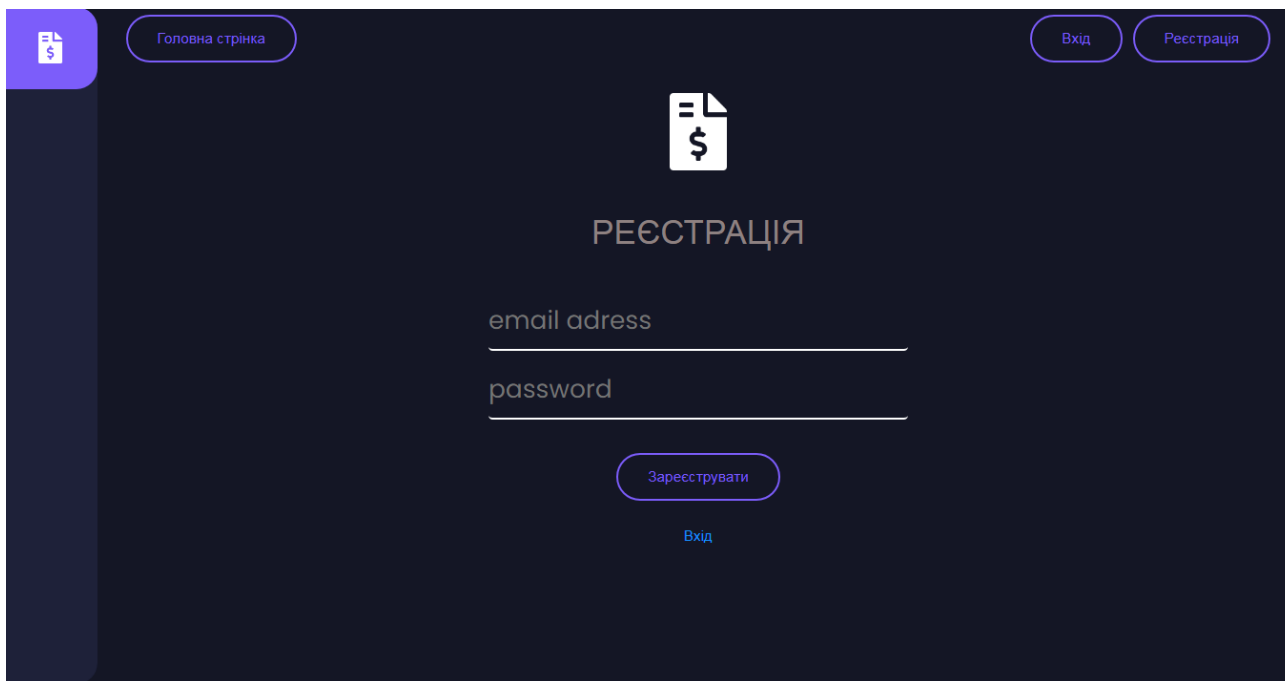 Головна стрінка
Вхід
Реєстрація
$
$
РЕЄСТРАЦІЯ
email adress
password
Зареєструвати
Вхід